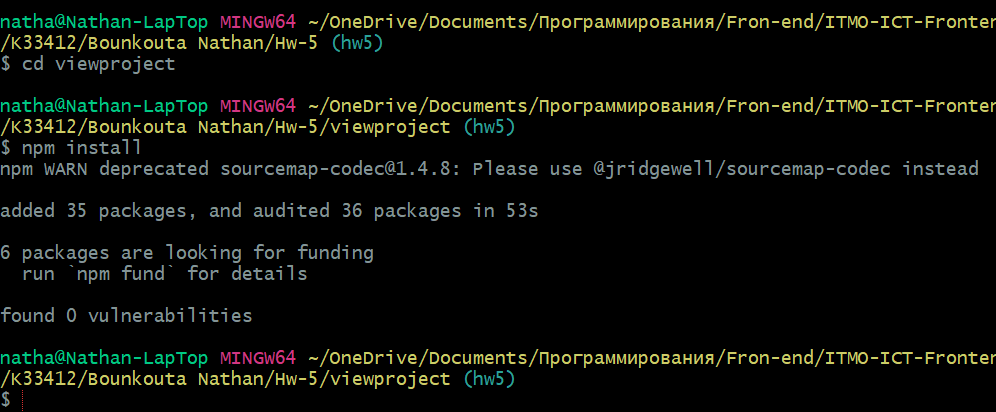 natha@Nathan-LapTop MINGW64 ~/OneDrive/Documents/Программирования/Fron-end/ITMO-ICT-Fronter
/K33412/Bounkouta Nathan/Hw-5 (hw5)
$ cd viewproject
natha@Nathan-LapTop MINGW64 ~/OneDrive/Documents/Программирования/Fron-end/ITMO-ICT-Fronter
/K33412/Bounkouta Nathan/Hw-5/viewproject (hw5)
$ npm install
npm WARN deprecated sourcemap-codec@1.4.8: Please use @jridgewell/sourcemap-codec instead
added 35 packages, and audited 36 packages in 53s
6 packages are looking for funding
  run `npm fund` for details
found 0 vulnerabilities
natha@Nathan-LapTop MINGW64 ~/OneDrive/Documents/Программирования/Fron-end/ITMO-ICT-Fronter
/K33412/Bounkouta Nathan/Hw-5/viewproject (hw5)
$